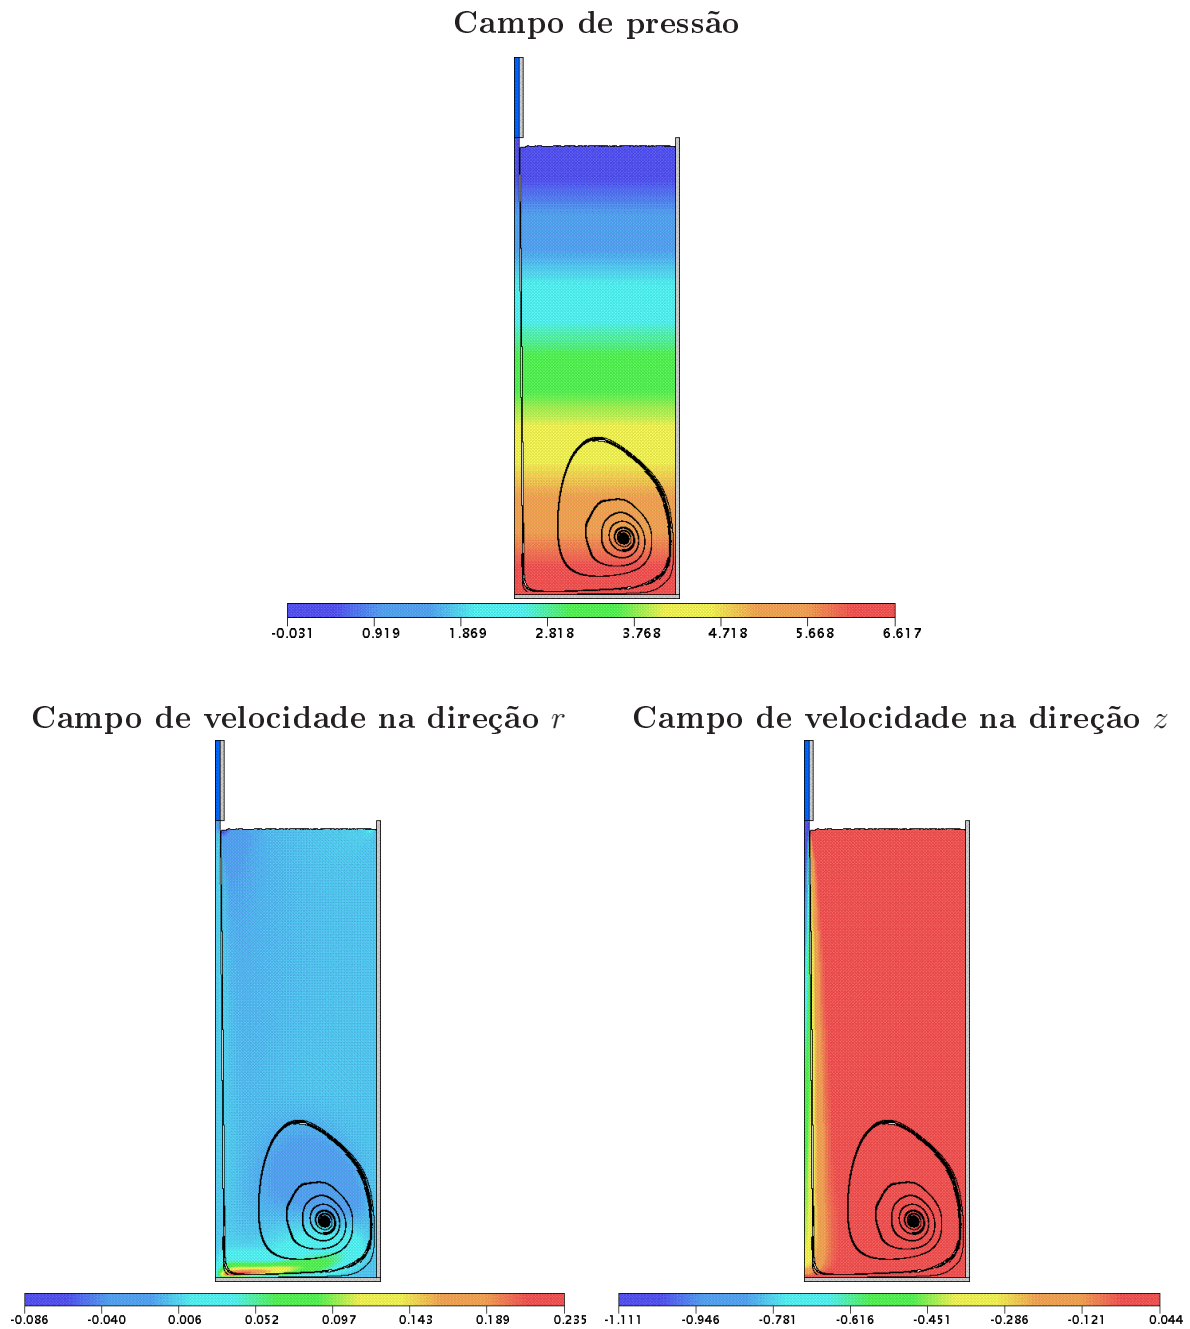 Campo de pressão
-0.031 0.919 1.869 2.818 3.768 4.718 5.668 6.617
Campo de velocidade na direção r
Campo de velocidade na direção z
-0.086 -0.040 0.006 0.052 0.097 0.143 0.189 0.235
-1.111 -0.946 -0.781 -0.616 -0.451 -0.286 -0.121 0.044